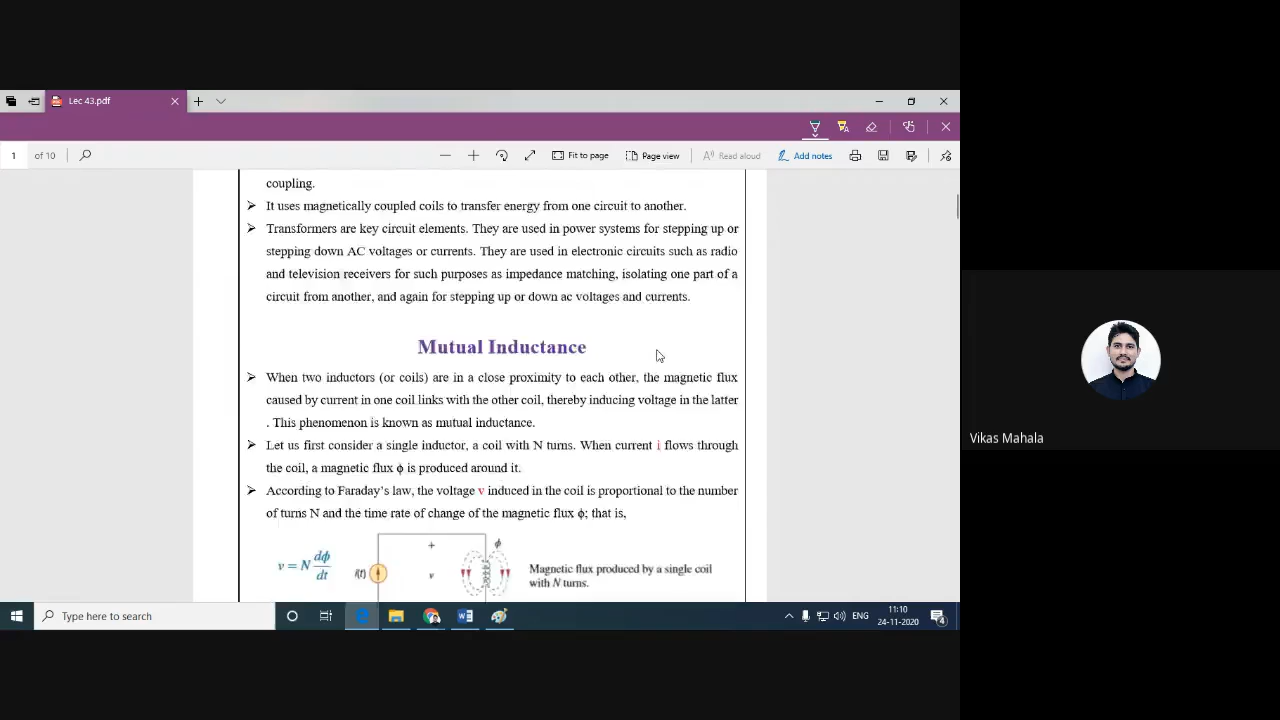 Lec 43.pdf
1 of 10
Fit to page
Page view
Read aloud
Add notes
coupling.
➢ It uses magnetically coupled coils to transfer energy from one circuit to another.
➢ Transformers are key circuit elements. They are used in power systems for stepping up or
stepping down AC voltages or currents. They are used in electronic circuits such as radio
and television receivers for such purposes as impedance matching, isolating one part of a
circuit from another, and again for stepping up or down ac voltages and currents.
Mutual Inductance
➢ When two inductors (or coils) are in a close proximity to each other, the magnetic flux
caused by current in one coil links with the other coil, thereby inducing voltage in the latter
. This phenomenon is known as mutual inductance.
➢ Let us first consider a single inductor, a coil with N turns. When current i flows through
the coil, a magnetic flux ϕ is produced around it.
➢ According to Faraday's law, the voltage v induced in the coil is proportional to the number
of turns N and the time rate of change of the magnetic flux ϕ; that is,
v = N dϕ/dt
i(t)
+
v
ϕ
Magnetic flux produced by a single coil
with N turns.
Vikas Mahala
Type here to search
ENG
11:10
24-11-2020
4